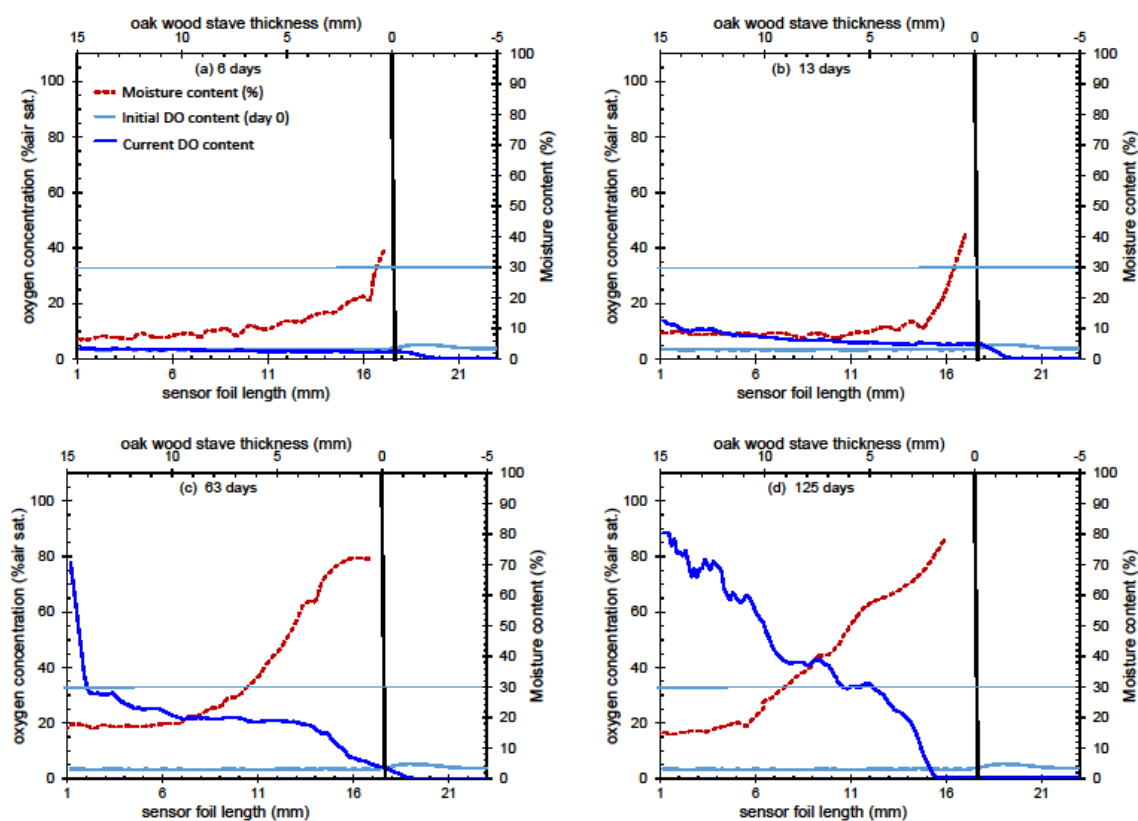 oak wood stave thickness (mm)
15 10 5 0 -5
(a) 6 days
Moisture content (%)
Initial DO content (day 0)
Current DO content
oxygen concentration (%air sat.)
100
80
60
40
20
0
Moisture content (%)
100
90
80
70
60
50
40
30
20
10
0
1 6 11 16 21
sensor foil length (mm)
oak wood stave thickness (mm)
15 10 5 0 -5
(b) 13 days
oxygen concentration (%air sat.)
100
80
60
40
20
0
Moisture content (%)
100
90
80
70
60
50
40
30
20
10
0
1 6 11 16 21
sensor foil length (mm)
oak wood stave thickness (mm)
15 10 5 0 -5
(c) 63 days
oxygen concentration (%air sat.)
100
80
60
40
20
0
Moisture content (%)
100
90
80
70
60
50
40
30
20
10
0
1 6 11 16 21
sensor foil length (mm)
oak wood stave thickness (mm)
15 10 5 0 -5
(d) 125 days
oxygen concentration (%air sat.)
100
80
60
40
20
0
Moisture content (%)
100
90
80
70
60
50
40
30
20
10
0
1 6 11 16 21
sensor foil length (mm)